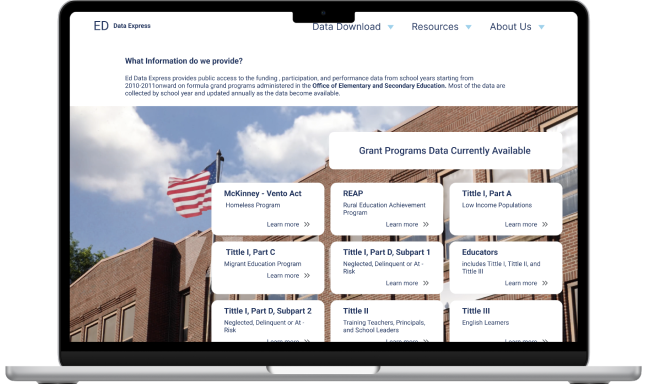 ED Data Express
Data Download
Resources
About Us
What Information do we provide?
Ed Data Express provides public access to the funding , participation, and performance data from school years starting from
2010-2011onward on formula grand programs administered in the Office of Elementary and Secondary Education. Most of the data are
collected by school year and updated annually as the data become available.
Grant Programs Data Currently Available
McKinney - Vento Act
Homeless Program
Learn more
REAP
Rural Education Achievement
Program
Learn more
Tittle I, Part A
Low Income Populations
Learn more
Tittle I, Part C
Migrant Education Program
Learn more
Tittle I, Part D, Subpart 1
Neglected, Delinquent or At -
Risk
Learn more
Educators
includes Tittle I, Tittle II, and
Tittle III
Learn more
Tittle I, Part D, Subpart 2
Neglected, Delinquent or At -
Risk
Learn more
Tittle II
Training Teachers, Principals,
and School Leaders
Learn more
Tittle III
English Learners
Learn more